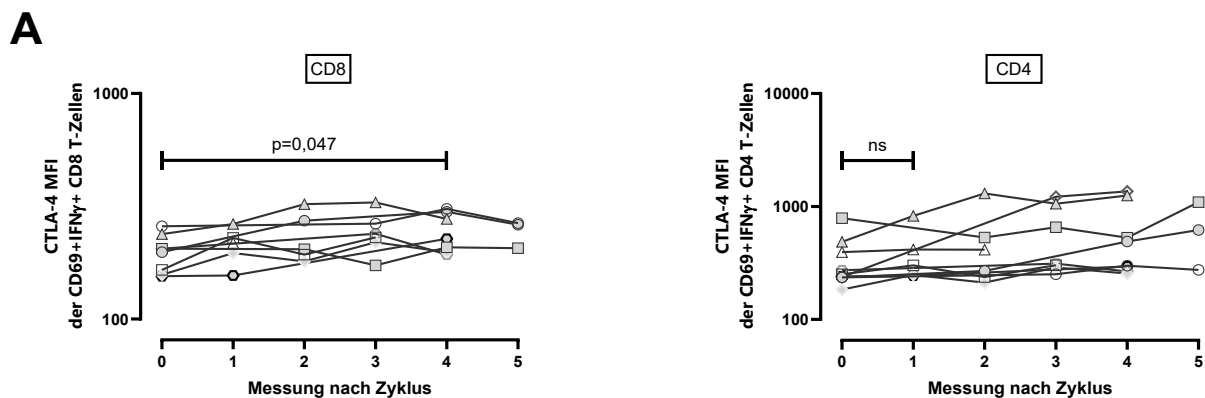 A
CD8
CTLA-4 MFI
der CD69+IFNγ+ CD8 T-Zellen
1000
100
p=0,047
0 1 2 3 4 5
Messung nach Zyklus
CD4
CTLA-4 MFI
der CD69+IFNγ+ CD4 T-Zellen
10000
1000
100
ns
0 1 2 3 4 5
Messung nach Zyklus